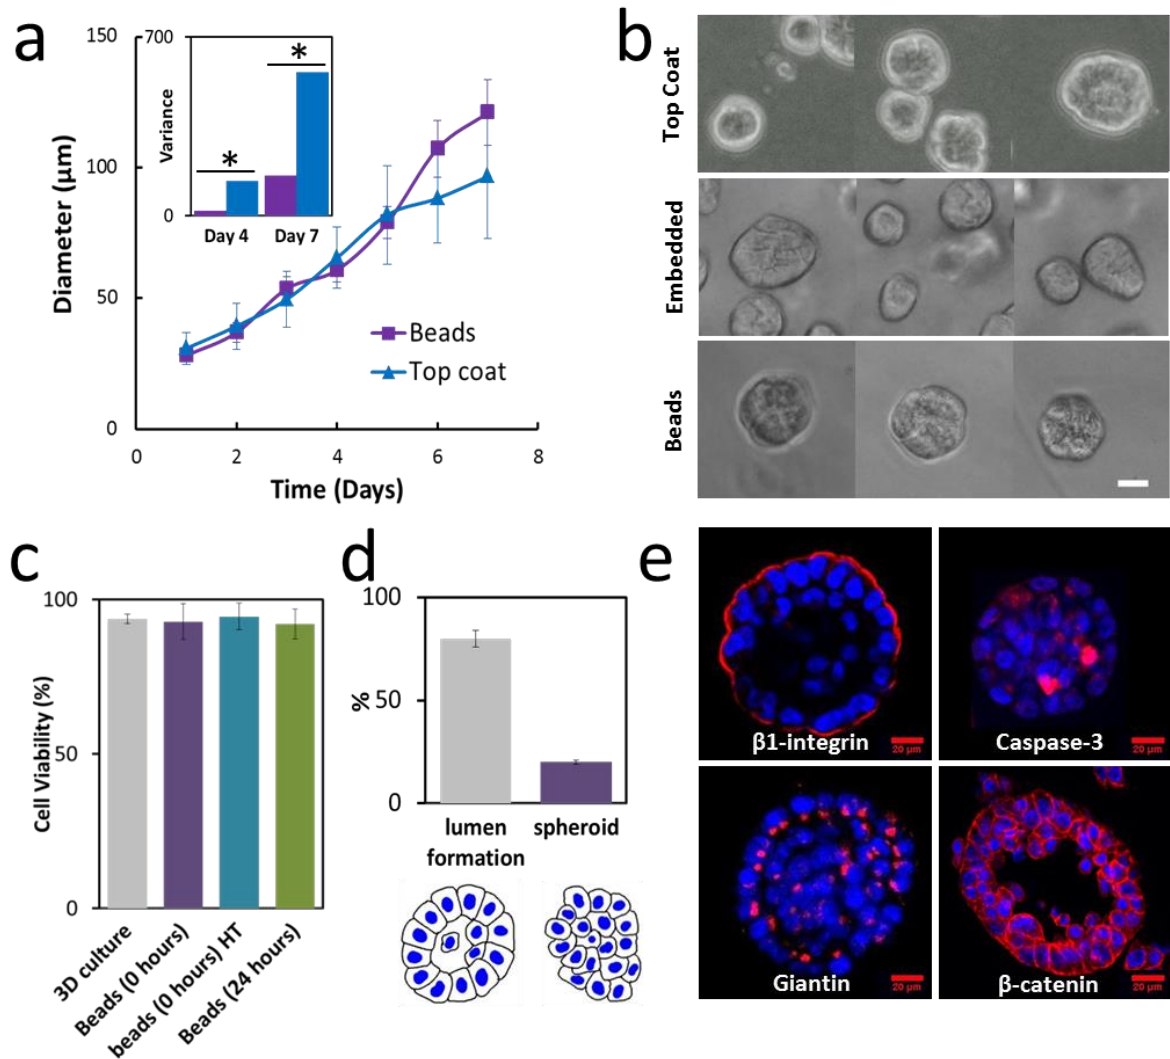 a
150
100
50
0
Diameter (µm)
0
2
4
6
8
Time (Days)
700
0
Variance
*
*
Day 4
Day 7
Beads
Top coat
b
Top Coat
Embedded
Beads
c
100
50
0
Cell Viability (%)
3D culture
Beads (0 hours)
beads (0 hours) HT
Beads (24 hours)
d
100
50
0
%
lumen
formation
spheroid
e
β1-integrin
20 µm
Caspase-3
20 µm
Giantin
20 µm
β-catenin
20 µm